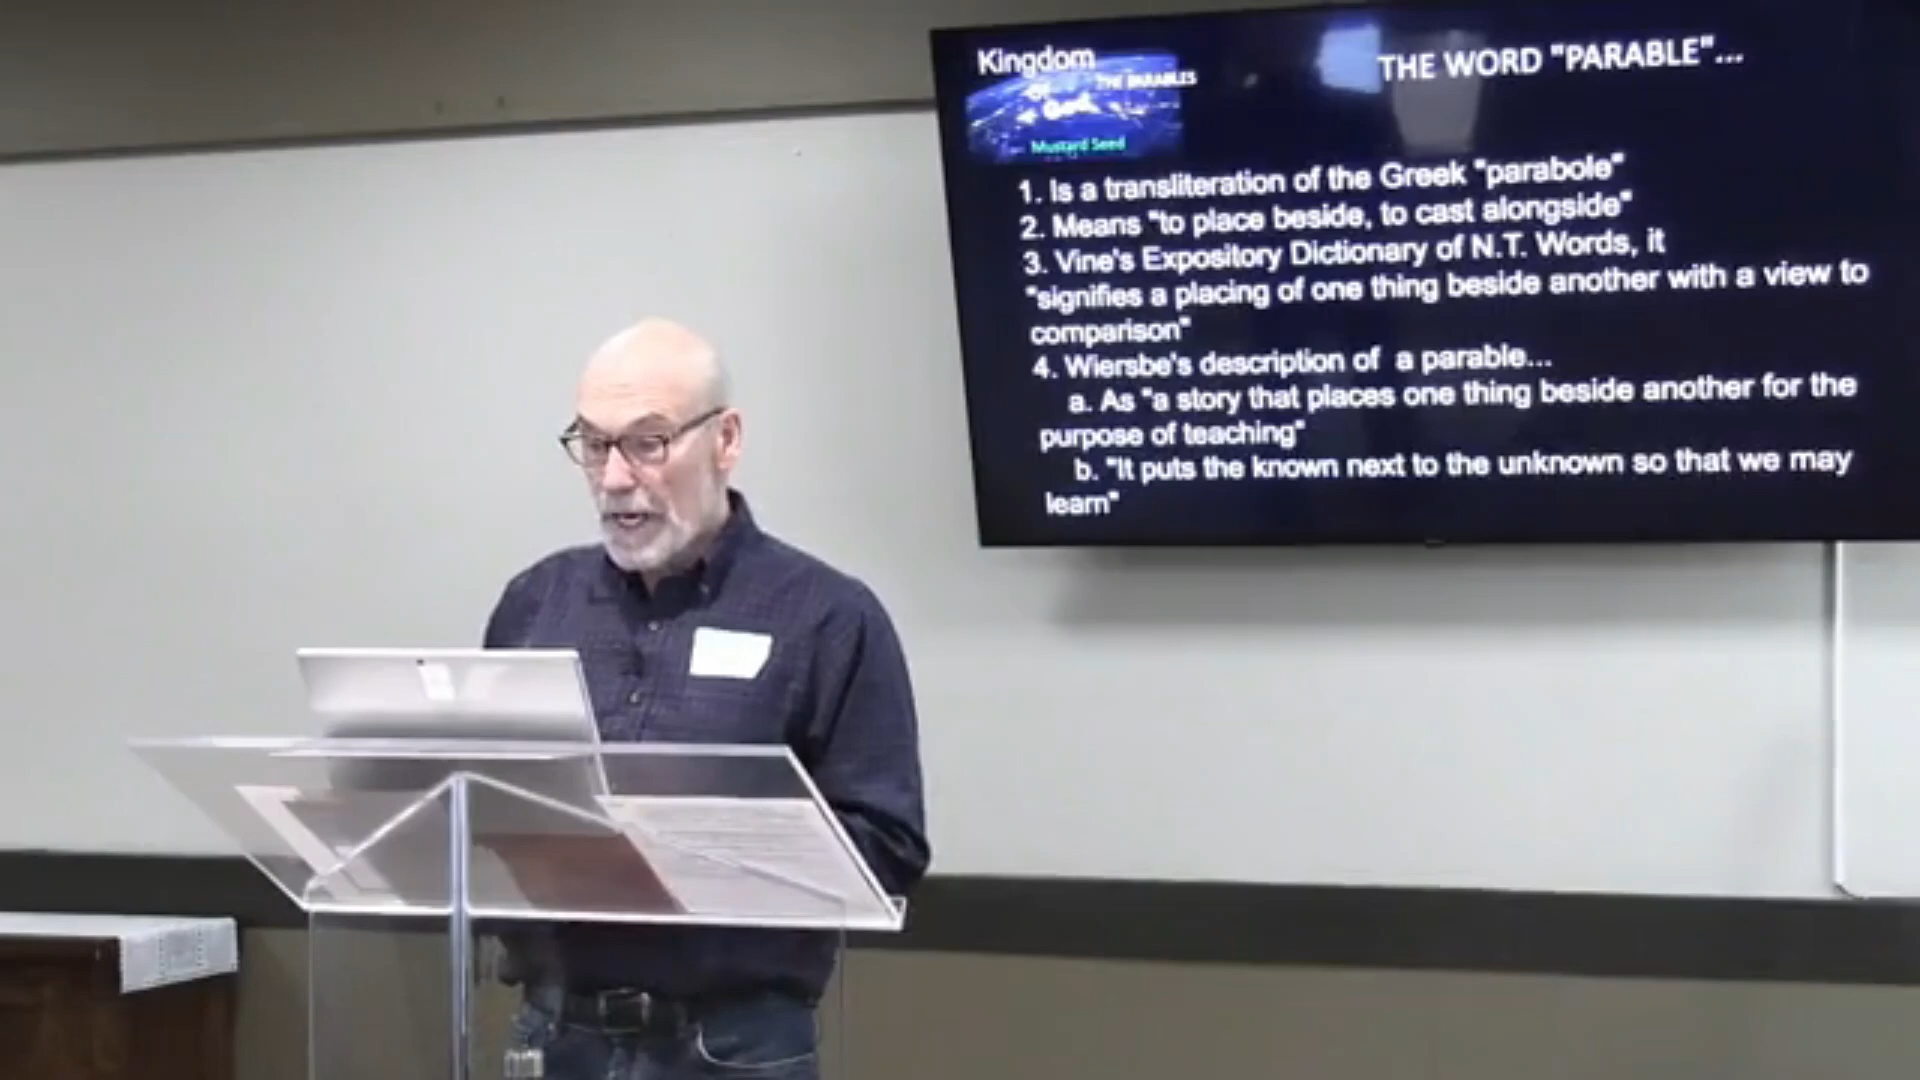 Kingdom
THE PARABLES
Of
God
Mustard Seed
THE WORD "PARABLE"...
1. Is a transliteration of the Greek "parabole"
2. Means "to place beside, to cast alongside"
3. Vine's Expository Dictionary of N.T. Words, it
"signifies a placing of one thing beside another with a view to
comparison"
4. Wiersbe's description of a parable...
a. As "a story that places one thing beside another for the
purpose of teaching"
b. "It puts the known next to the unknown so that we may
learn"